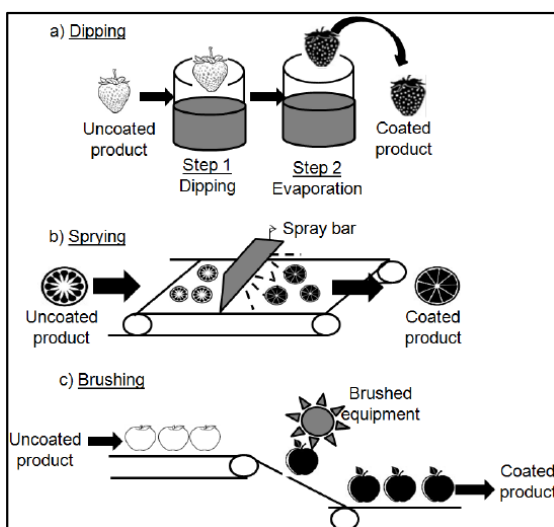 a) Dipping
Uncoated
product
Step 1
Dipping
Step 2
Evaporation
Coated
product
b) Sprying
Spray bar
Uncoated
product
Coated
product
c) Brushing
Brushed
equipment
Uncoated
product
Coated
product